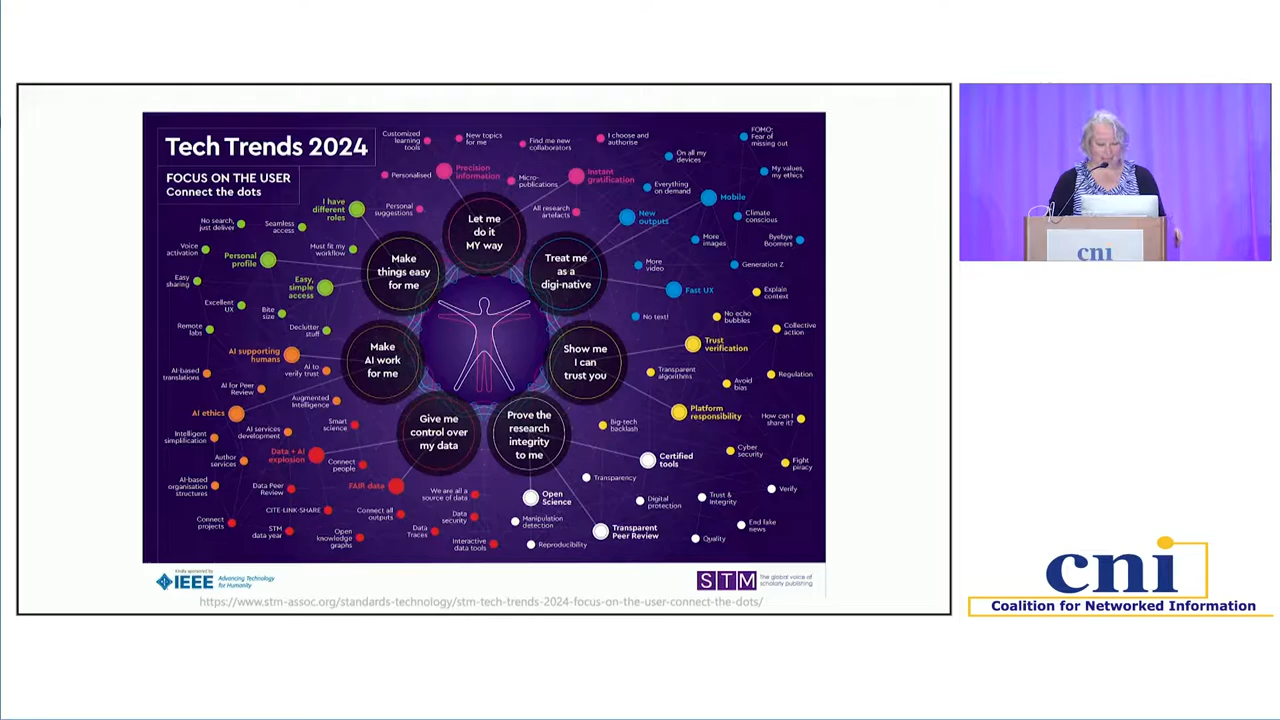 Tech Trends 2024
FOCUS ON THE USER
Connect the dots
Customized
learning
tools
New topics
for me
Find me new
collaborators
I choose and
authorise
FOMO:
Fear of
missing out
On all my
devices
My values,
my ethics
Personalised
Precision
information
Micro-
publications
Instant
gratification
Everything
on demand
Mobile
I have
different
roles
Personal
suggestions
All research
artefacts
New
outputs
Climate
conscious
No search,
just deliver
Seamless
access
Let me
do it
MY way
More
images
Byebye
Boomers
Voice
activation
Personal
profile
Must fit my
workflow
Make
things easy
for me
Treat me
as a
digi-native
More
video
Generation Z
Easy
sharing
Easy,
simple
access
Fast UX
Explain
context
Excellent
UX
Bite
size
No text!
No echo
bubbles
Collective
action
Remote
labs
Declutter
stuff
AI supporting
humans
Make
AI work
for me
Show me
I can
trust you
Trust
verification
AI-based
translations
AI to
verify trust
Transparent
algorithms
Avoid
bias
Regulation
AI for Peer
Review
Augmented
Intelligence
AI ethics
Give me
control over
my data
Prove the
research
integrity
to me
Platform
responsibility
How can I
share it?
Intelligent
simplification
AI services
development
Smart
science
Big-tech
backlash
Author
services
Data + AI
explosion
Connect
people
Certified
tools
Cyber
security
Fight
piracy
AI-based
organisation
structures
Data Peer
Review
FAIR data
We are all a
source of data
Transparency
Open
Science
Digital
protection
Trust &
Integrity
Verify
Connect
projects
CITE-LINK-SHARE
STM
data year
Connect all
outputs
Open
knowledge
graphs
Data
Traces
Data
security
Interactive
data tools
Manipulation
detection
Reproducibility
Transparent
Peer Review
Quality
End fake
news
Kindly sponsored by
IEEE
Advancing Technology
for Humanity
STM
The global voice of
scholarly publishing
https://www.stm-assoc.org/standards-technology/stm-tech-trends-2024-focus-on-the-user-connect-the-dots/
cni
cni
Coalition for Networked Information